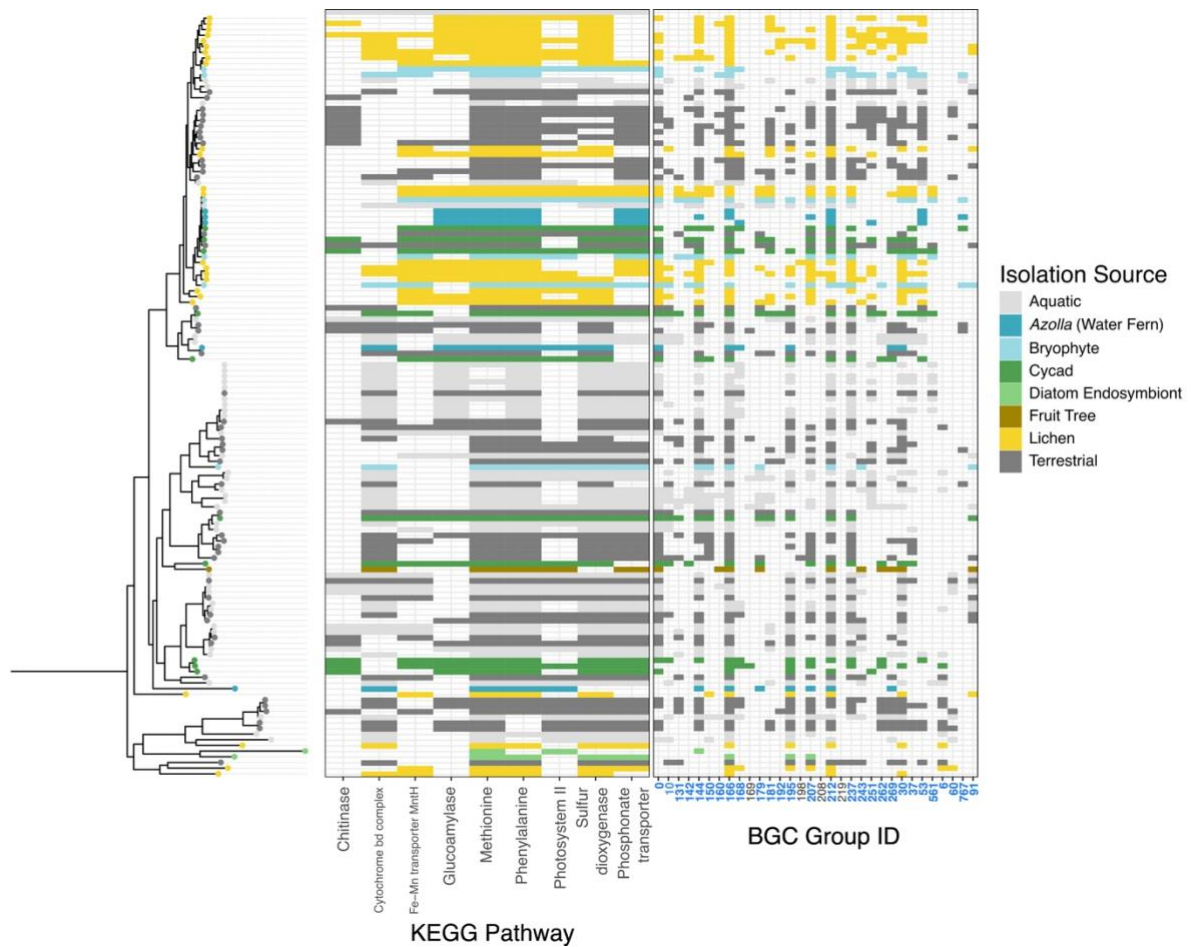 Isolation Source
Aquatic
Azolla (Water Fern)
Bryophyte
Cycad
Diatom Endosymbiont
Fruit Tree
Lichen
Terrestrial
Chitinase
Cytochrome bd complex
Fe–Mn transporter MntH
Glucoamylase
Methionine
Phenylalanine
Photosystem II
Sulfur
dioxygenase
Phosphonate
transporter
KEGG Pathway
0
10
131
142
144
150
160
166
168
169
179
181
192
195
198
207
208
212
219
237
243
251
262
269
30
37
53
561
6
60
767
91
BGC Group ID